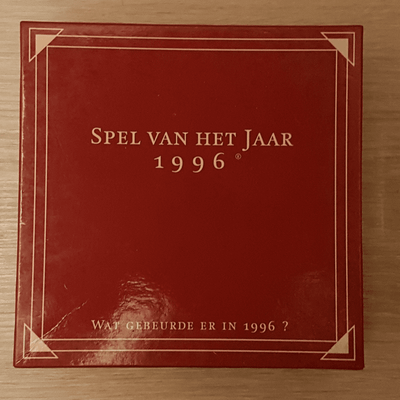 Spel van het Jaar
1996®
Wat gebeurde er in 1996 ?